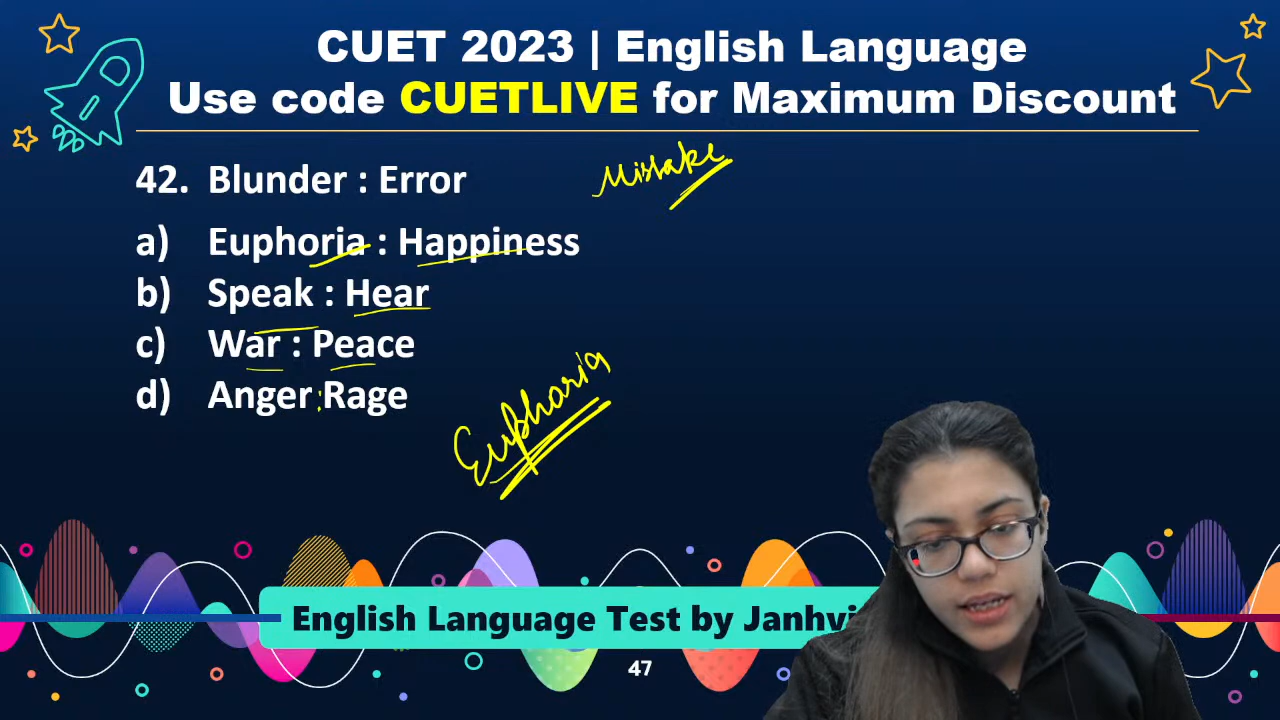 CUET 2023 | English Language
Use code CUETLIVE for Maximum Discount
42. Blunder : Error
Mistake
a) Euphoria : Happiness
b) Speak : Hear
c) War : Peace
d) Anger :Rage
Euphoria
English Language Test by Janhvi
47